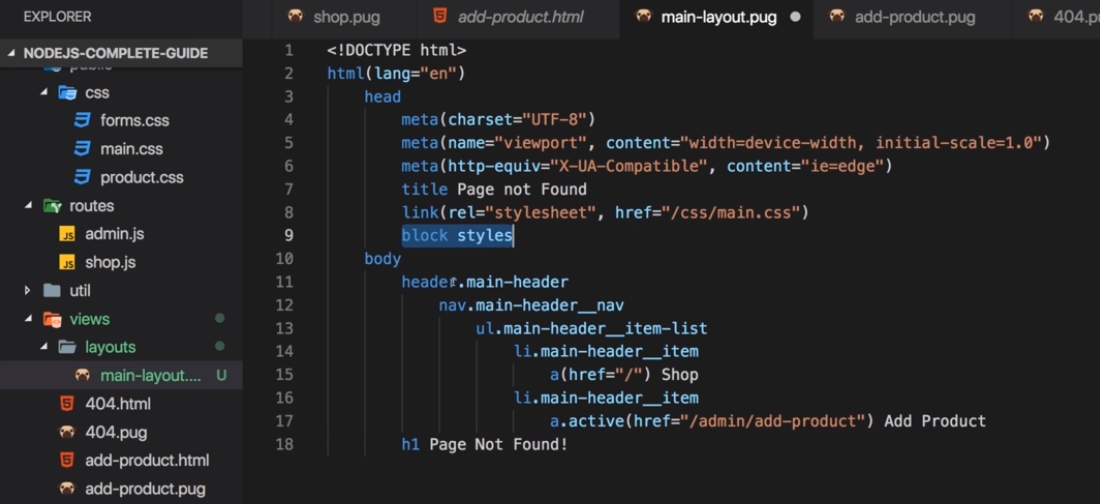 EXPLORER
NODEJS-COMPLETE-GUIDE
public
css
forms.css
main.css
product.css
routes
admin.js
shop.js
util
views
layouts
main-layout.... U
404.html
404.pug
add-product.html
add-product.pug
shop.pug add-product.html main-layout.pug add-product.pug 404.pu
1 <!DOCTYPE html>
2 html(lang="en")
3 head
4 meta(charset="UTF-8")
5 meta(name="viewport", content="width=device-width, initial-scale=1.0")
6 meta(http-equiv="X-UA-Compatible", content="ie=edge")
7 title Page not Found
8 link(rel="stylesheet", href="/css/main.css")
9 block styles
10 body
11 header.main-header
12 nav.main-header__nav
13 ul.main-header__item-list
14 li.main-header__item
15 a(href="/") Shop
16 li.main-header__item
17 a.active(href="/admin/add-product") Add Product
18 h1 Page Not Found!